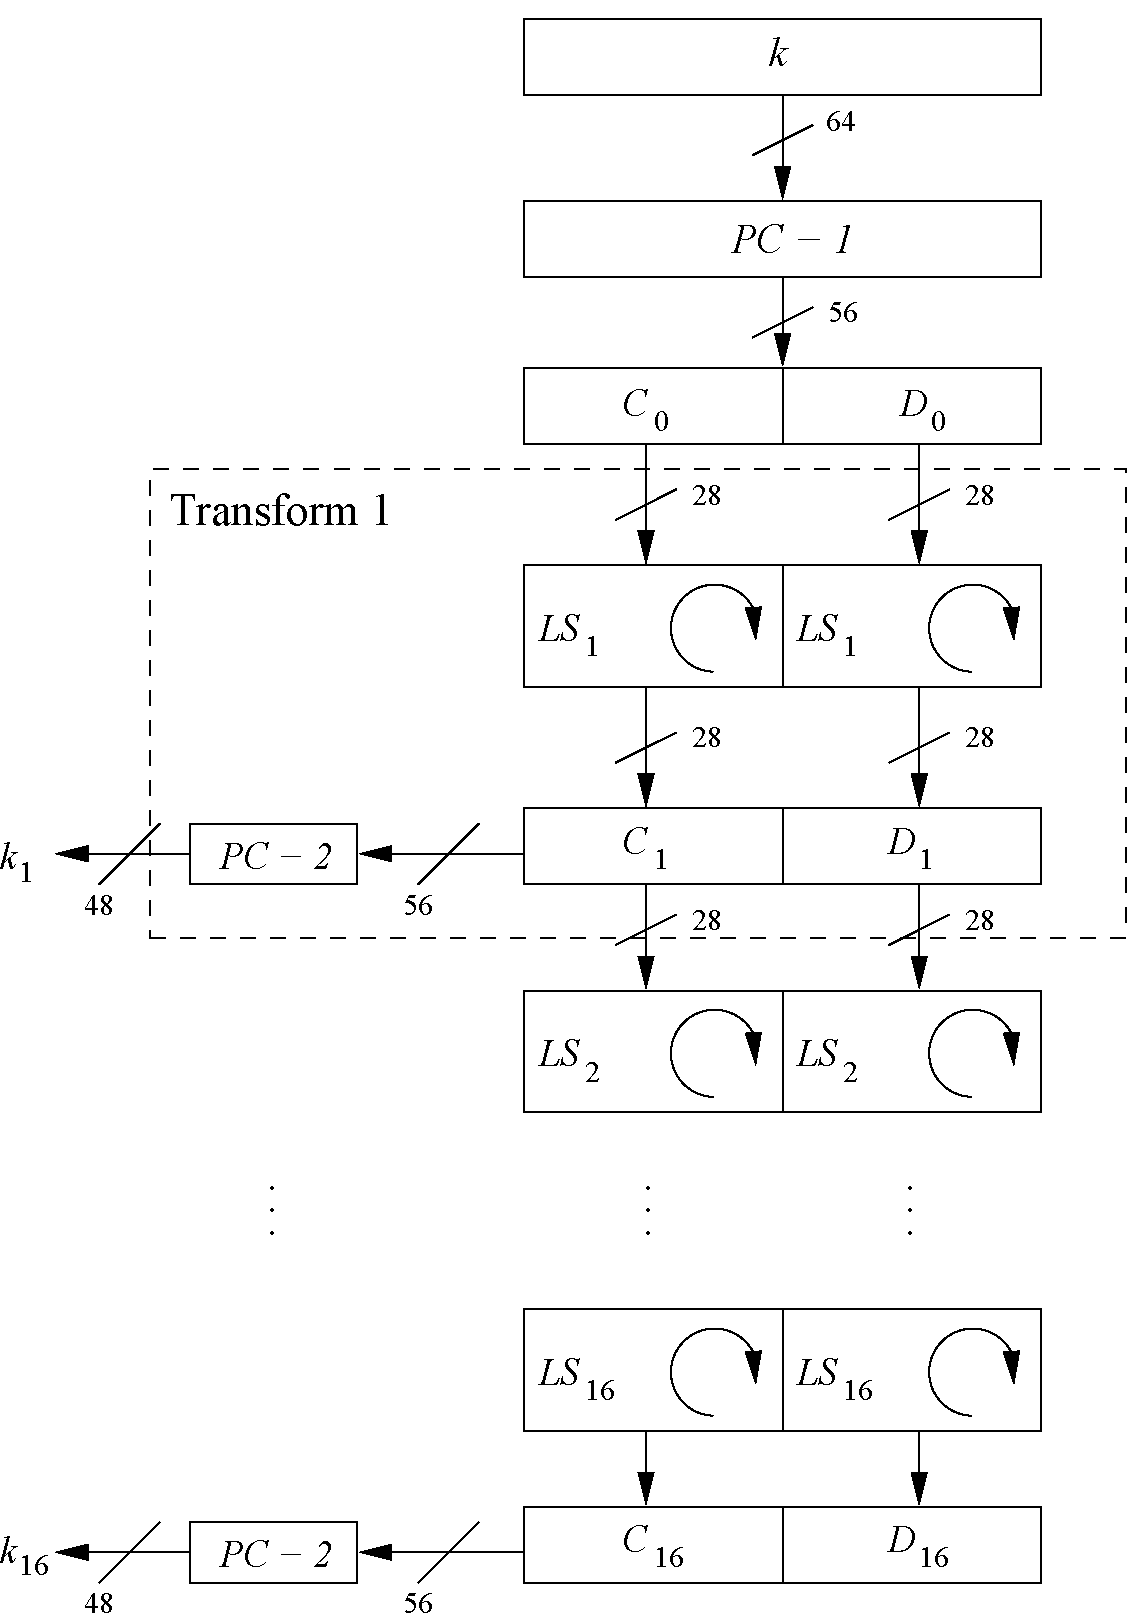 k
64
PC − 1
56
C0 D0
Transform 1
28 28
LS1 LS1
28 28
k1 48 PC − 2 56 C1 D1
28 28
LS2 LS2
LS16 LS16
k16 48 PC − 2 56 C16 D16